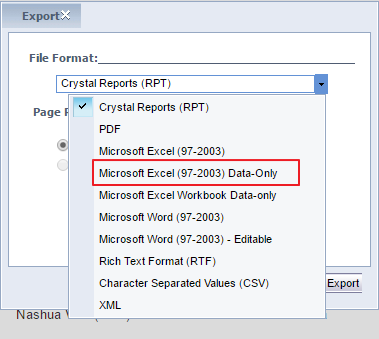 Export
File Format:
Crystal Reports (RPT)
Crystal Reports (RPT)
PDF
Microsoft Excel (97-2003)
Microsoft Excel (97-2003) Data-Only
Microsoft Excel Workbook Data-only
Microsoft Word (97-2003)
Microsoft Word (97-2003) - Editable
Rich Text Format (RTF)
Character Separated Values (CSV)
XML
Page
Export
Nashua